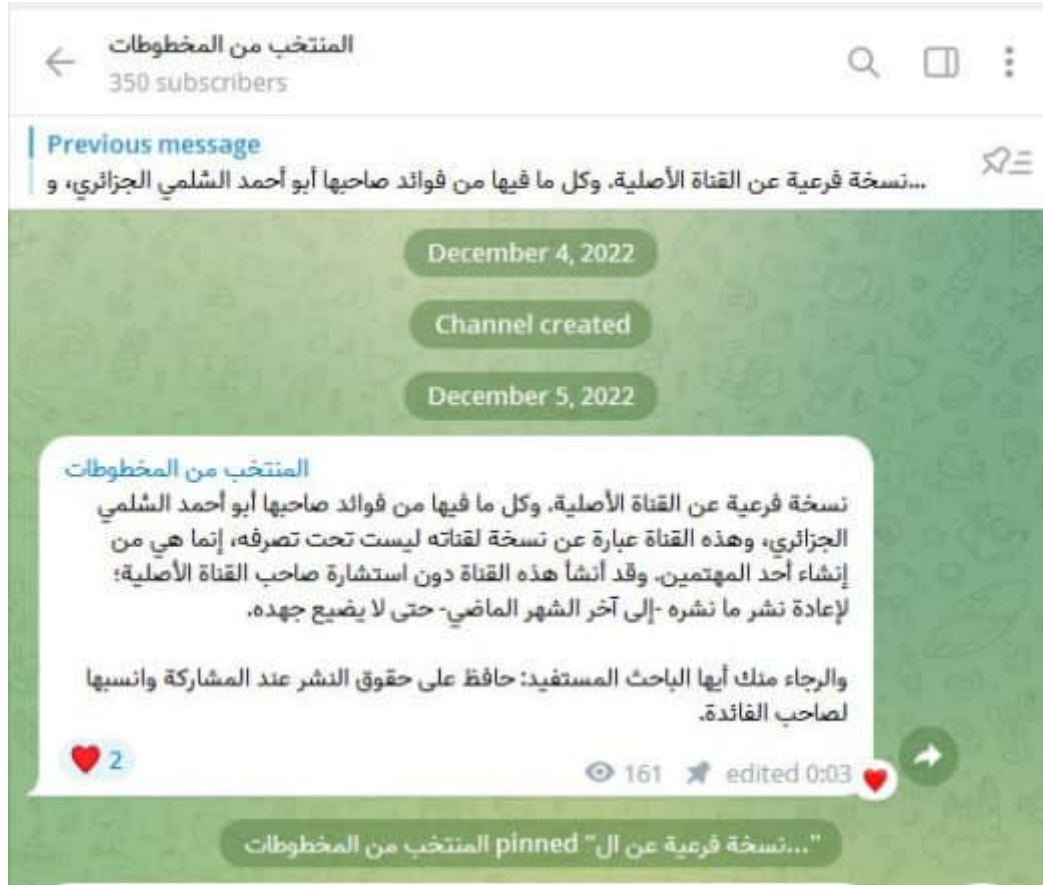 المنتخب من المخطوطات
350 subscribers
Previous message
نسخة فرعية عن القناة الأصلية. وكل ما فيها من فوائد صاحبها أبو أحمد السُلمي الجزائري، و...
December 4, 2022
Channel created
December 5, 2022
المنتخب من المخطوطات
نسخة فرعية عن القناة الأصلية. وكل ما فيها من فوائد صاحبها أبو أحمد السُلمي
الجزائري، وهذه القناة عبارة عن نسخة لقناته ليست تحت تصرفه، إنما هي من
إنشاء أحد المهتمين. وقد أنشأ هذه القناة دون استشارة صاحب القناة الأصلية؛
لإعادة نشر ما نشره -إلى آخر الشهر الماضي- حتى لا يضيع جهده.
والرجاء منك أيها الباحث المستفيد: حافظ على حقوق النشر عند المشاركة وانسبها
لصاحب الفائدة.
2
161 edited 0:03
المنتخب من المخطوطات pinned "نسخة فرعية عن ال..."